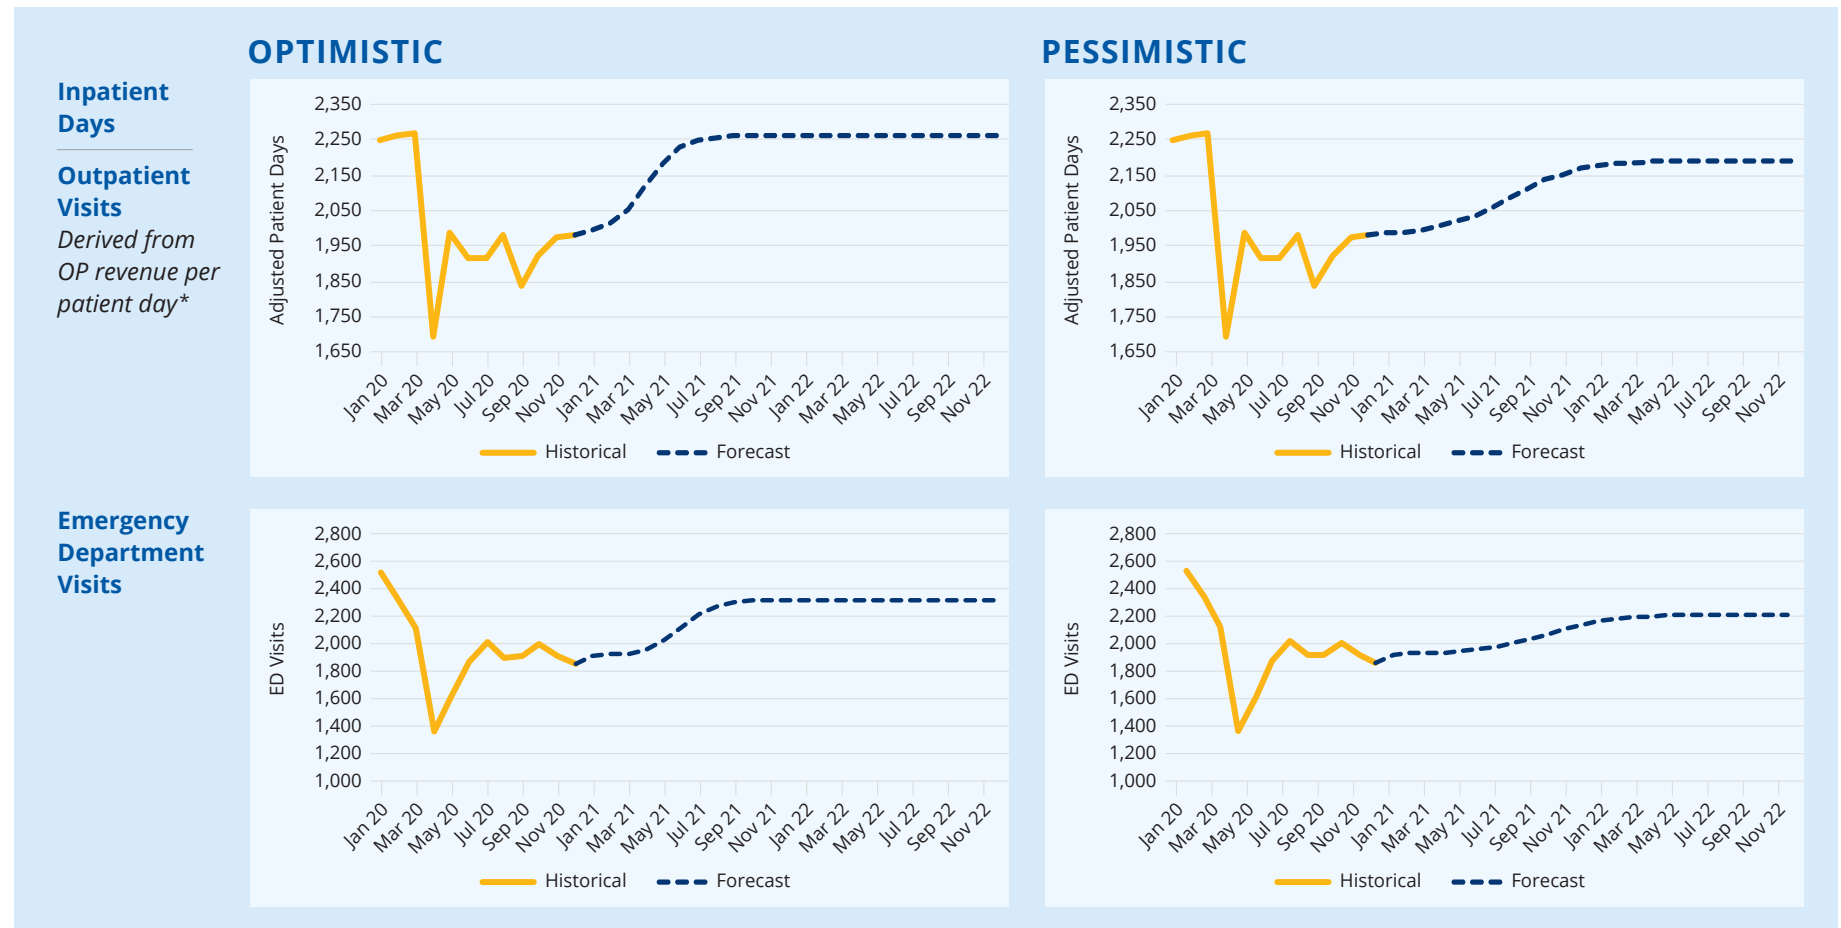 OPTIMISTIC
PESSIMISTIC
Inpatient
Days
Outpatient
Visits
Derived from
OP revenue per
patient day*
Adjusted Patient Days
2,350
2,250
2,150
2,050
1,950
1,850
1,750
1,650
Jan 20 Mar 20 May 20 Jul 20 Sep 20 Nov 20 Jan 21 Mar 21 May 21 Jul 21 Sep 21 Nov 21 Jan 22 Mar 22 May 22 Jul 22 Sep 22 Nov 22
Historical Forecast
Adjusted Patient Days
2,350
2,250
2,150
2,050
1,950
1,850
1,750
1,650
Jan 20 Mar 20 May 20 Jul 20 Sep 20 Nov 20 Jan 21 Mar 21 May 21 Jul 21 Sep 21 Nov 21 Jan 22 Mar 22 May 22 Jul 22 Sep 22 Nov 22
Historical Forecast
Emergency
Department
Visits
ED Visits
2,800
2,600
2,400
2,200
2,000
1,800
1,600
1,400
1,200
1,000
Jan 20 Mar 20 May 20 Jul 20 Sep 20 Nov 20 Jan 21 Mar 21 May 21 Jul 21 Sep 21 Nov 21 Jan 22 Mar 22 May 22 Jul 22 Sep 22 Nov 22
Historical Forecast
ED Visits
2,800
2,600
2,400
2,200
2,000
1,800
1,600
1,400
1,200
1,000
Jan 20 Mar 20 May 20 Jul 20 Sep 20 Nov 20 Jan 21 Mar 21 May 21 Jul 21 Sep 21 Nov 21 Jan 22 Mar 22 May 22 Jul 22 Sep 22 Nov 22
Historical Forecast